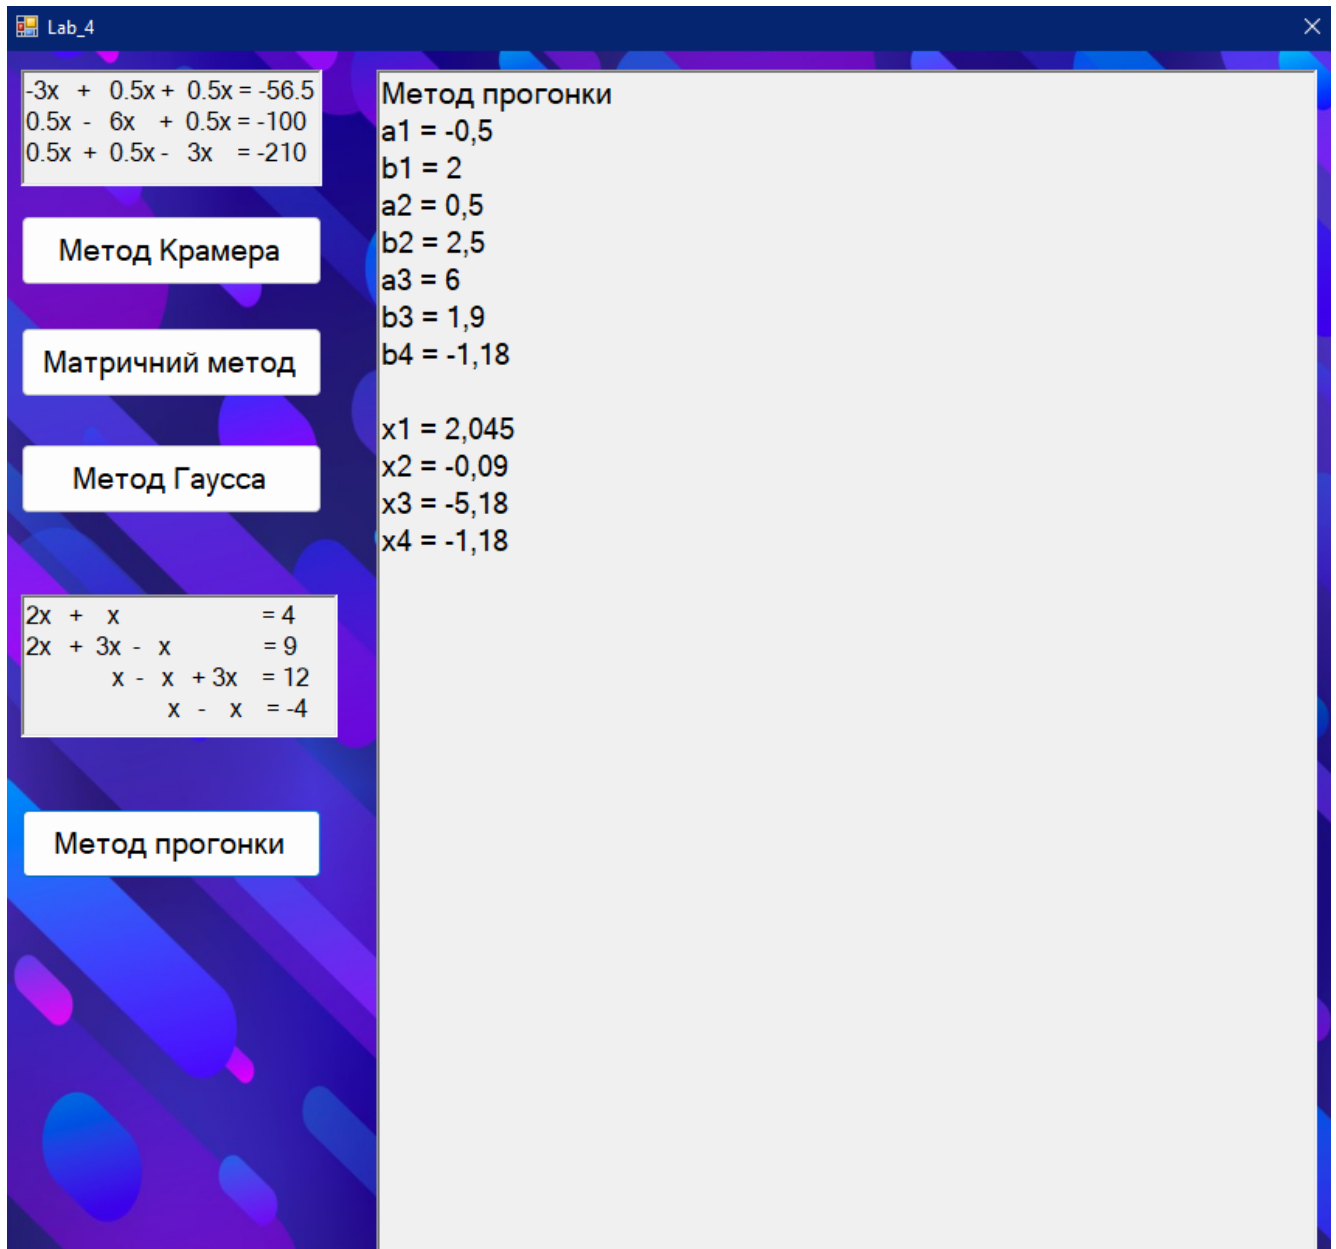 Lab_4
-3x + 0.5x + 0.5x = -56.5
0.5x - 6x + 0.5x = -100
0.5x + 0.5x - 3x = -210
Метод Крамера
Матричний метод
Метод Гаусса
2x + x = 4
2x + 3x - x = 9
x - x + 3x = 12
x - x = -4
Метод прогонки
Метод прогонки
a1 = -0,5
b1 = 2
a2 = 0,5
b2 = 2,5
a3 = 6
b3 = 1,9
b4 = -1,18
x1 = 2,045
x2 = -0,09
x3 = -5,18
x4 = -1,18